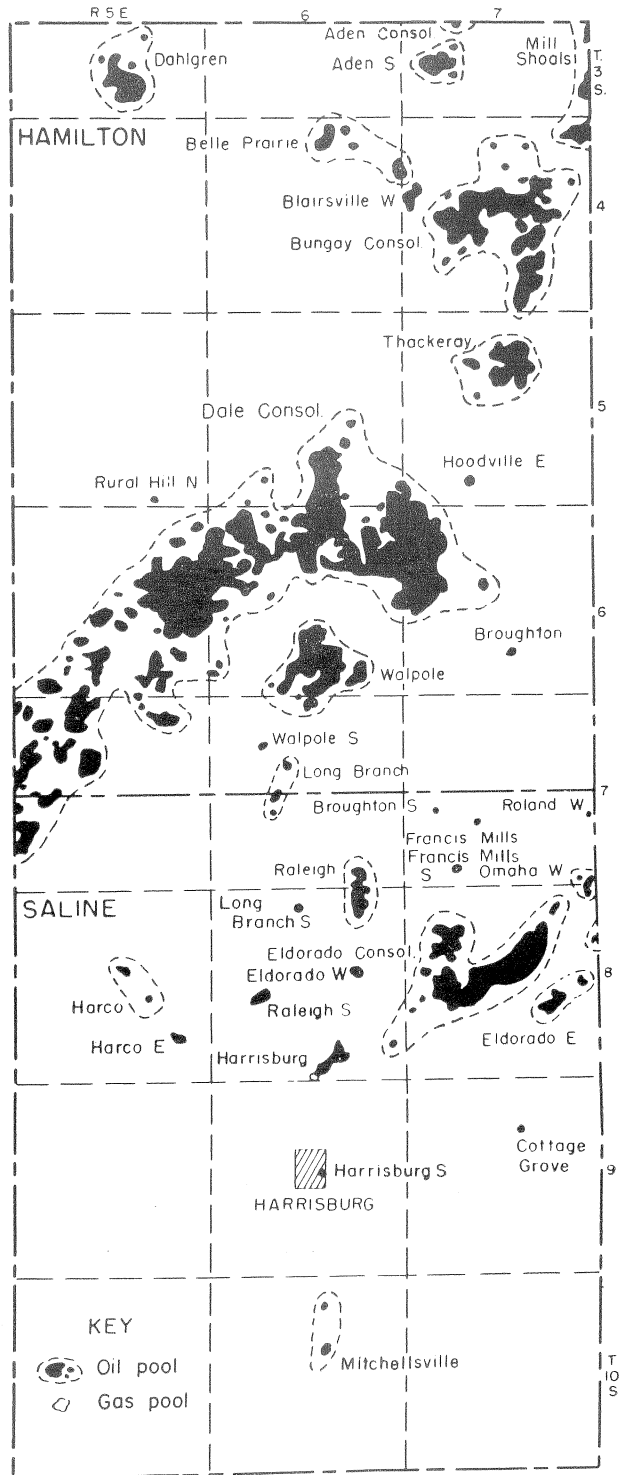 R 5 E
6
7
Aden Consol.
Mill
Shoals
T.
3
S.
Dahlgren
Aden S
HAMILTON
Belle Prairie
Blairsville W
4
Bungay Consol.
Thackeray
Dale Consol.
5
Rural Hill N
Hoodville E
6
Broughton
Walpole
Walpole S
Long Branch
Broughton S
Roland W
7
Francis Mills
Francis Mills
S
Omaha W
Raleigh
SALINE
Long
Branch S
Eldorado Consol.
Eldorado W
8
Harco
Raleigh S
Harco E
Eldorado E
Harrisburg
Cottage
Grove
Harrisburg S
9
HARRISBURG
KEY
Oil pool
Gas pool
Mitchellsville
T
10
S